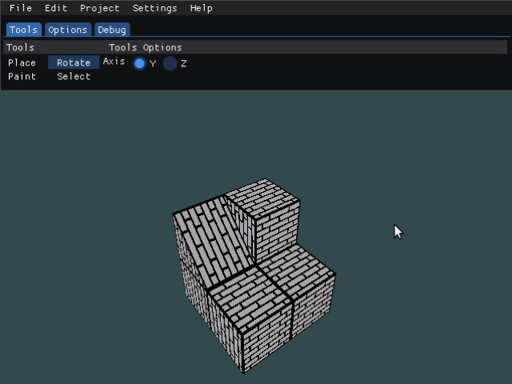 File Edit Project Settings Help
Tools Options Debug
Tools Tools Options
Place Rotate Axis Y Z
Paint Select